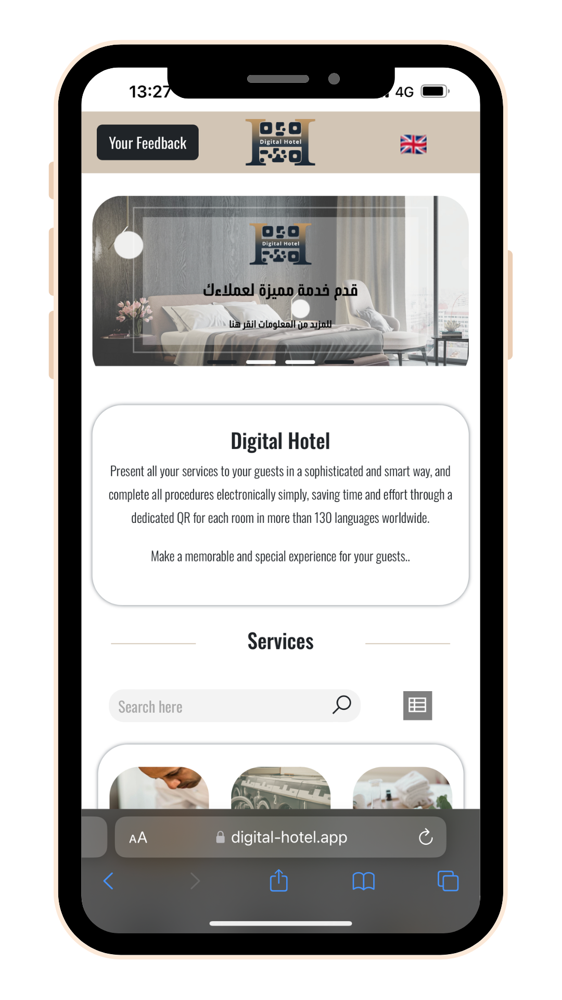 13:27
4G
Your Feedback
Digital Hotel
Digital Hotel
قدم خدمة مميزة لعملاءك
للمزيد من المعلومات انقر هنا
Digital Hotel
Present all your services to your guests in a sophisticated and smart way, and
complete all procedures electronically simply, saving time and effort through a
dedicated QR for each room in more than 130 languages worldwide.
Make a memorable and special experience for your guests..
Services
Search here
AA
digital-hotel.app